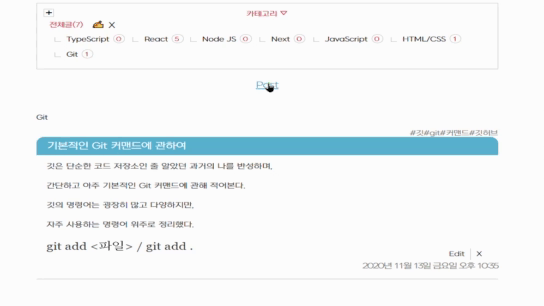 카테고리 ▽
전체글(7) X
TypeScript 0 React 5 Node JS 0 Next 0 JavaScript 0 HTML/CSS 1
Git 1
Post
Git
#깃#git#커맨드#깃허브
기본적인 Git 커맨드에 관하여
깃은 단순한 코드 저장소인 줄 알았던 과거의 나를 반성하며,
간단하고 아주 기본적인 Git 커맨드에 관해 적어본다.
깃의 명령어는 굉장히 많고 다양하지만,
자주 사용하는 명령어 위주로 정리했다.
git add <파일> / git add .
Edit X
2020년 11월 13일 금요일 오후 10:35